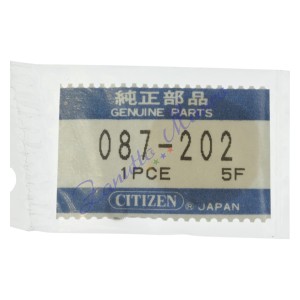 純正部品
GENUINE PARTS
087-202
1PCE 5F
CITIZEN ® JAPAN